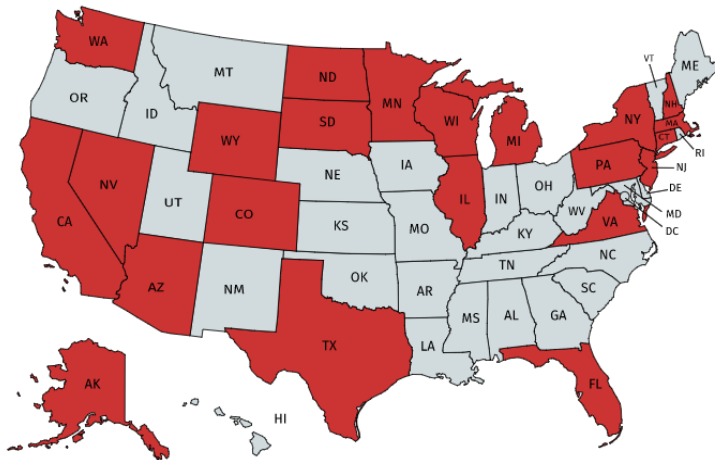 WA
MT
ND
MN
VT
ME
OR
ID
WY
SD
WI
MI
NY
NH
MA
CT
RI
NV
UT
CO
NE
IA
IL
IN
OH
PA
NJ
DE
MD
DC
CA
AZ
NM
KS
MO
KY
WV
VA
OK
AR
TN
NC
TX
LA
MS
AL
GA
SC
FL
AK
HI